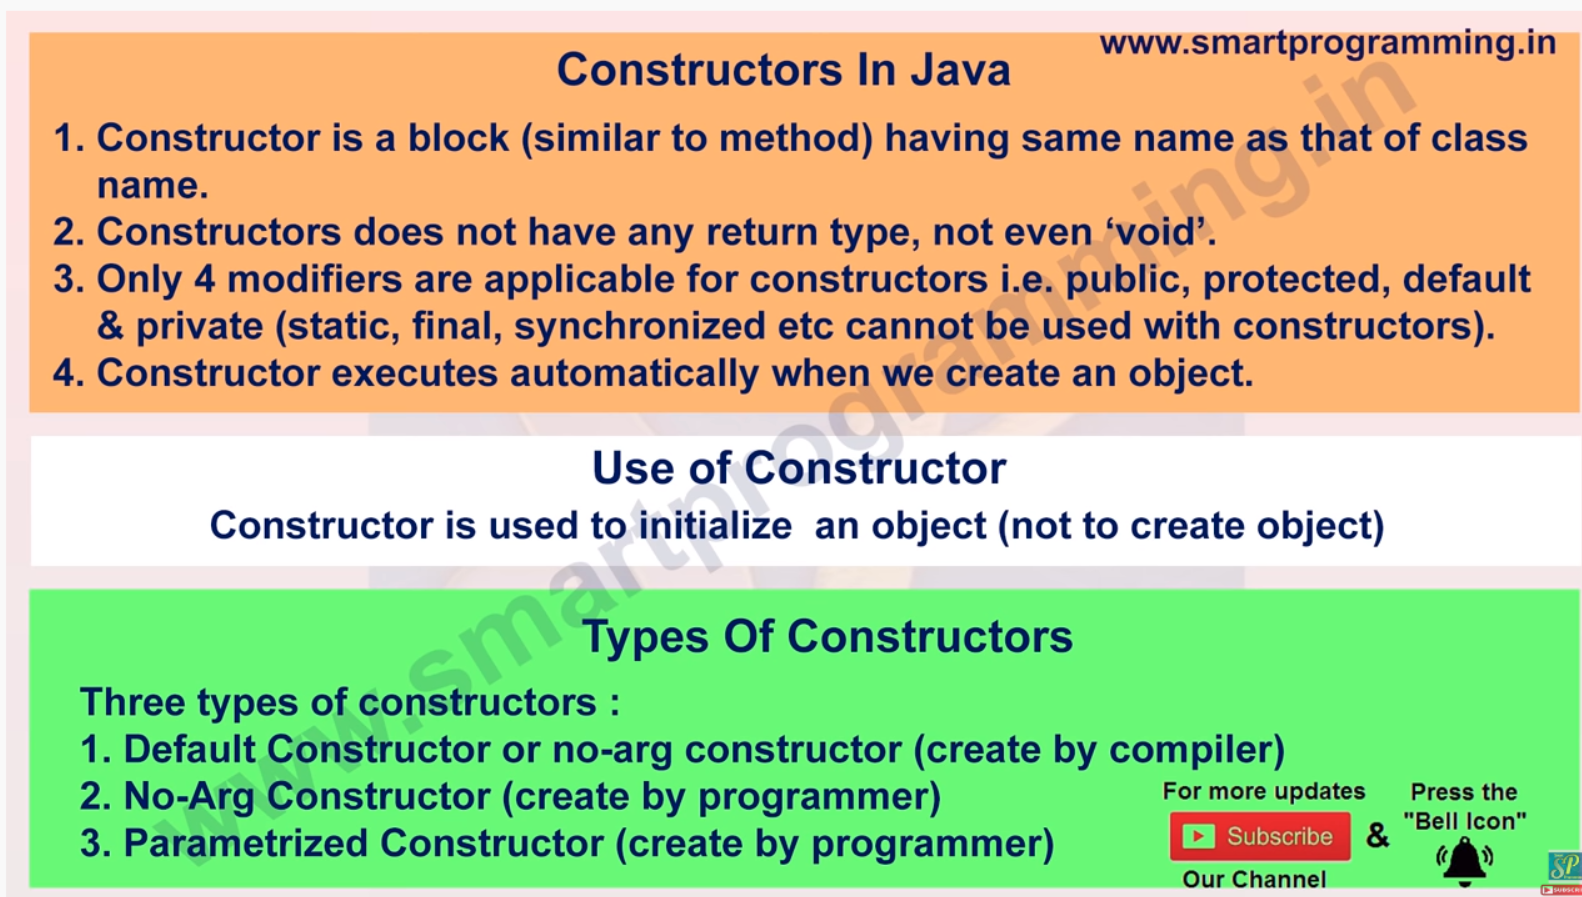 www.smartprogramming.in
Constructors In Java
1. Constructor is a block (similar to method) having same name as that of class
name.
2. Constructors does not have any return type, not even ‘void’.
3. Only 4 modifiers are applicable for constructors i.e. public, protected, default
& private (static, final, synchronized etc cannot be used with constructors).
4. Constructor executes automatically when we create an object.
Use of Constructor
Constructor is used to initialize an object (not to create object)
Types Of Constructors
Three types of constructors :
1. Default Constructor or no-arg constructor (create by compiler)
2. No-Arg Constructor (create by programmer)
3. Parametrized Constructor (create by programmer)
For more updates
Subscribe
Our Channel
&
Press the
"Bell Icon"
SP
www.smartprogramming.in